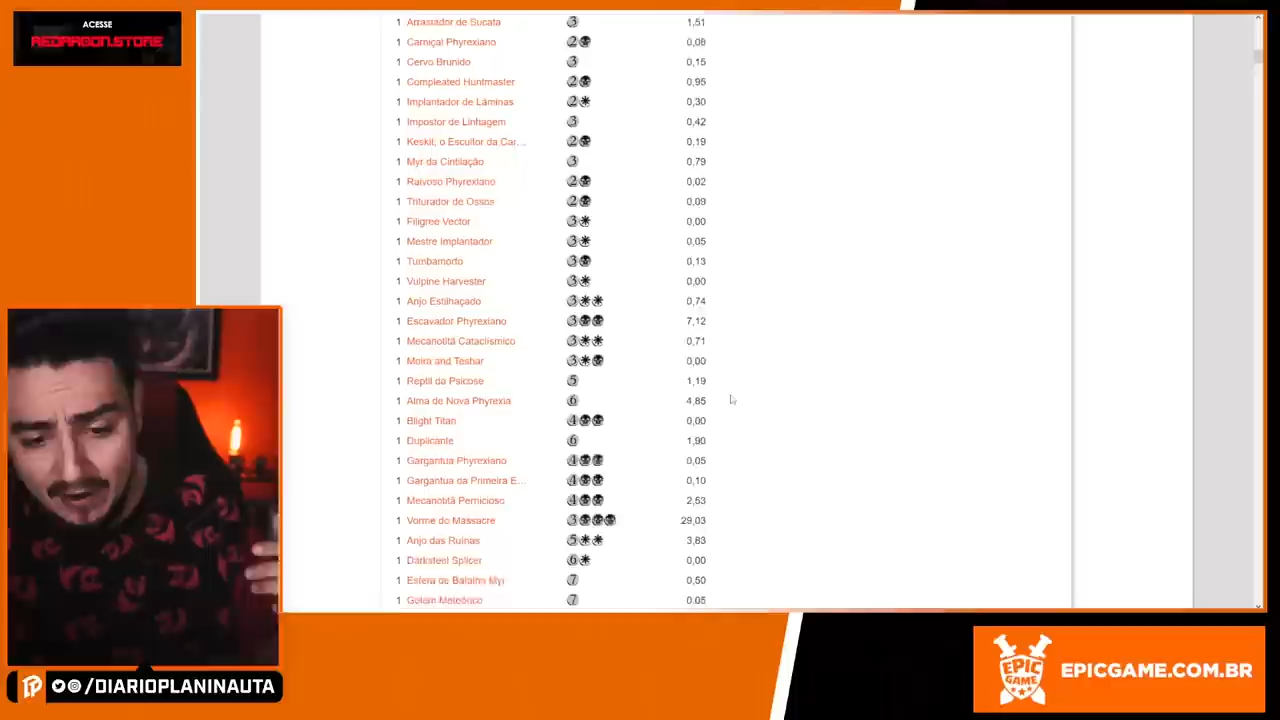 ACESSE
REDRAGON.STORE
1 Arrastador de Sucata 3 1,51
1 Carniçal Phyrexiano 2 0,08
1 Cervo Brunido 3 0,15
1 Compleated Huntmaster 2 0,95
1 Implantador de Lâminas 2 0,30
1 Impostor de Linhagem 3 0,42
1 Keskit, o Escultor da Car... 2 0,19
1 Myr da Cintilação 3 0,79
1 Raivoso Phyrexiano 2 0,02
1 Triturador de Ossos 2 0,09
1 Filigree Vector 3 0,00
1 Mestre Implantador 3 0,05
1 Tumbamorto 3 0,13
1 Vulpine Harvester 3 0,00
1 Anjo Estilhaçado 3 0,74
1 Escavador Phyrexiano 3 7,12
1 Mecanotitã Cataclísmico 3 0,71
1 Moira and Teshar 3 0,00
1 Réptil da Psicose 5 1,19
1 Alma de Nova Phyrexia 6 4,85
1 Blight Titan 4 0,00
1 Duplicante 6 1,90
1 Gargantua Phyrexiano 4 0,05
1 Gargantua da Primeira E... 4 0,10
1 Mecanotitã Pernicioso 4 2,53
1 Vorme do Massacre 3 29,03
1 Anjo das Ruínas 5 3,83
1 Darksteel Splicer 6 0,00
1 Esfera de Batalha Myr 7 0,50
1 Golem Meteórico 7 0,05
/DIARIOPLANINAUTA
EPIC GAME
EPICGAME.COM.BR